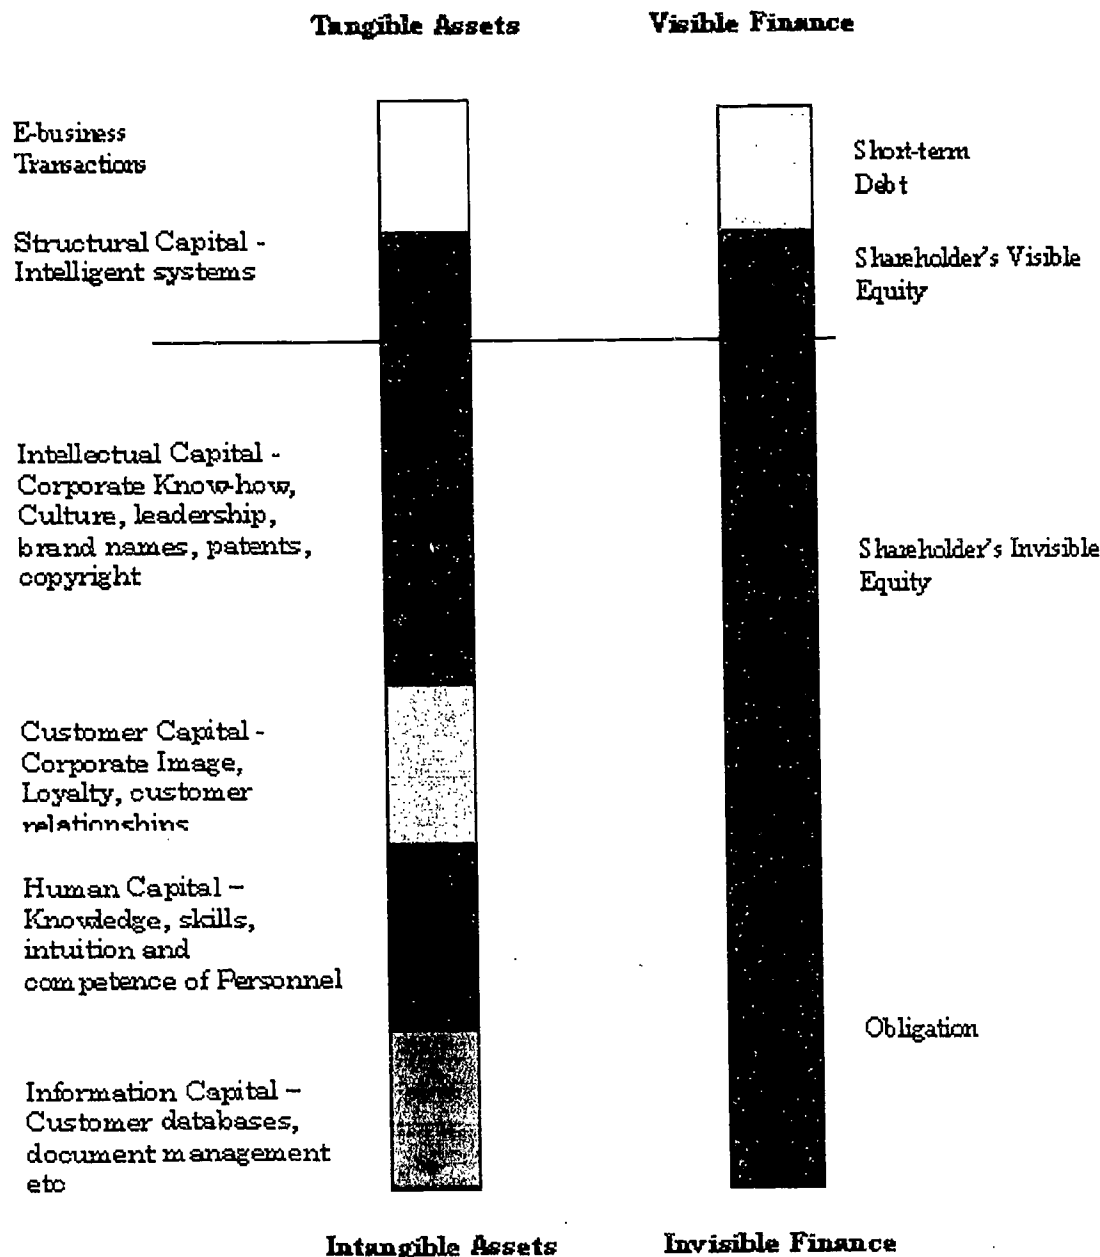 Tangible Assets
Visible Finance
E-business
Transactions
Short-term
Debt
Structural Capital -
Intelligent systems
Shareholder's Visible
Equity
Intellectual Capital -
Corporate Know-how,
Culture, leadership,
brand names, patents,
copyright
Shareholder's Invisible
Equity
Customer Capital -
Corporate Image,
Loyalty, customer
relationships
Human Capital –
Knowledge, skills,
intuition and
competence of Personnel
Obligation
Information Capital –
Customer databases,
document management
etc
Intangible Assets
Invisible Finance